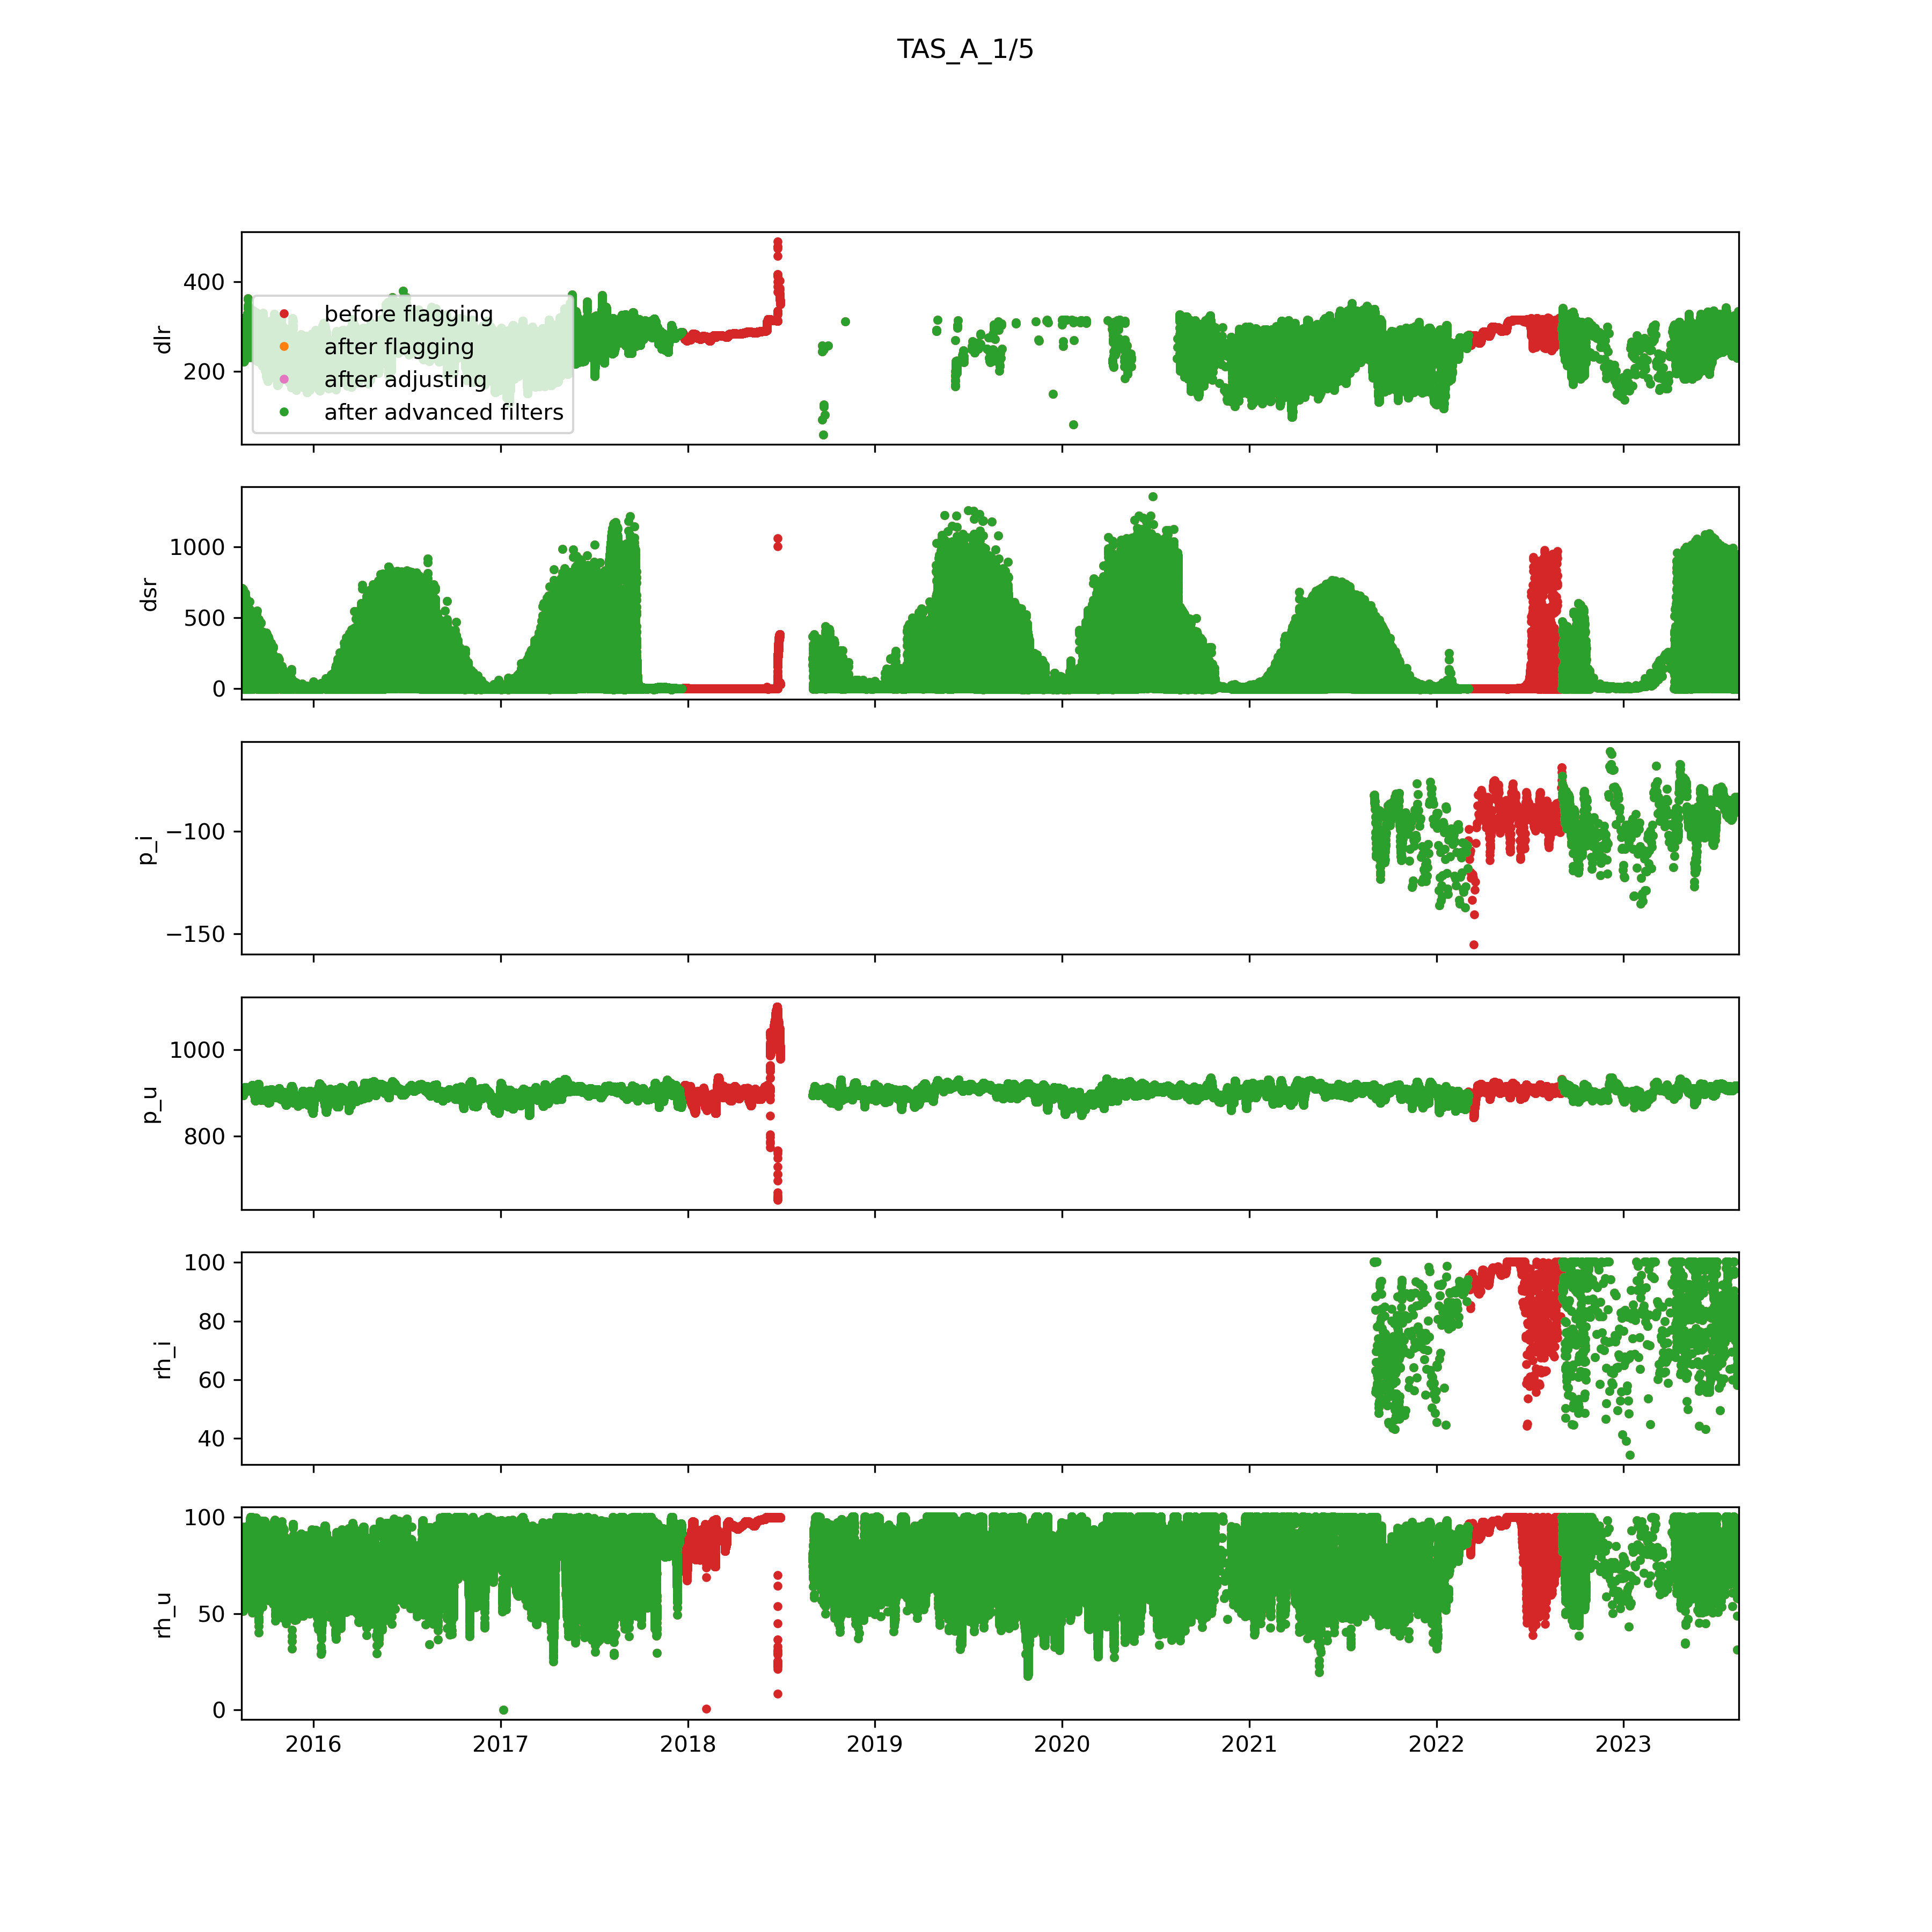 TAS_A_1/5
dlr
400
200
before flagging
after flagging
after adjusting
after advanced filters
dsr
1000
500
0
p_i
−100
−150
p_u
1000
800
rh_i
100
80
60
40
rh_u
100
50
0
2016 2017 2018 2019 2020 2021 2022 2023